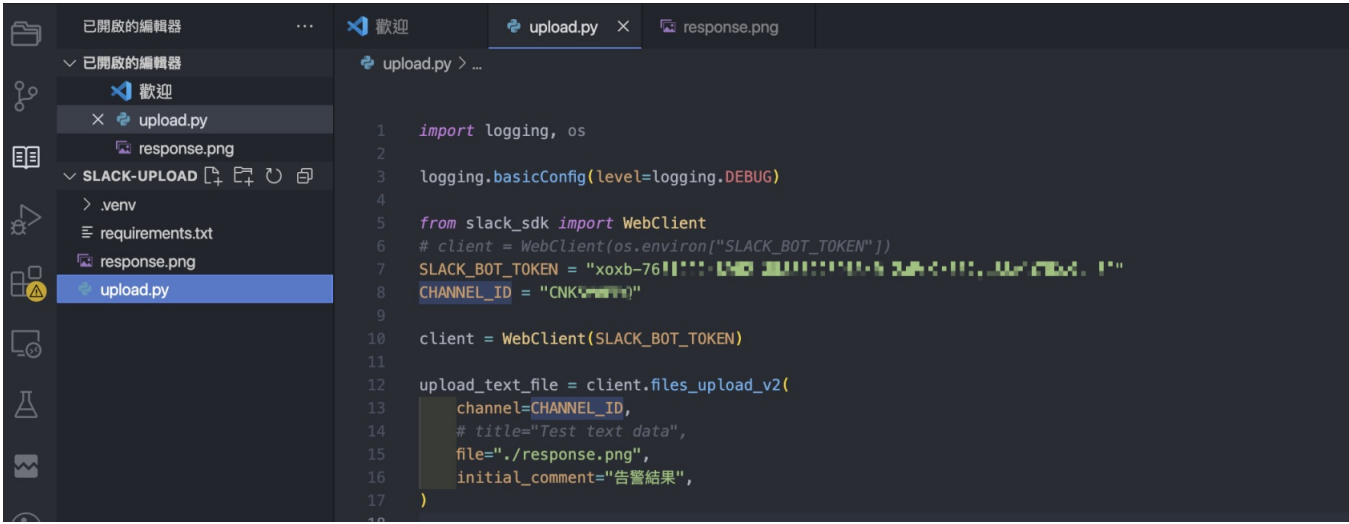 已開啟的編輯器 ...
歡迎
upload.py
response.png
已開啟的編輯器
upload.py > ...
歡迎
upload.py
response.png
SLACK-UPLOAD
.venv
requirements.txt
response.png
upload.py
1 import logging, os
2
3 logging.basicConfig(level=logging.DEBUG)
4
5 from slack_sdk import WebClient
6 # client = WebClient(os.environ["SLACK_BOT_TOKEN"])
7 SLACK_BOT_TOKEN = "xoxb-76"
8 CHANNEL_ID = "CNK"
9
10 client = WebClient(SLACK_BOT_TOKEN)
11
12 upload_text_file = client.files_upload_v2(
13 channel=CHANNEL_ID,
14 # title="Test text data",
15 file="./response.png",
16 initial_comment="告警結果",
17 )
18